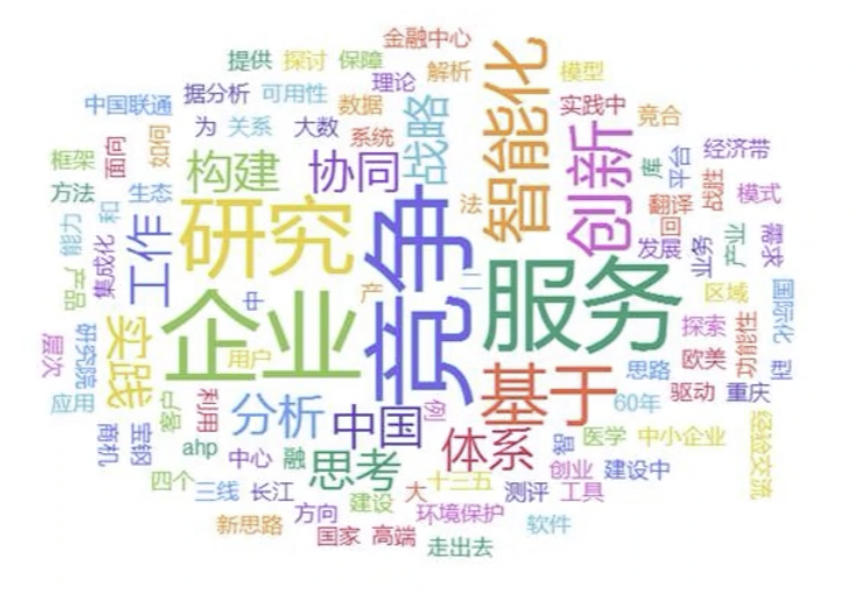 金融中心
提供
探讨
保障
解析
模型
理论
中国联通
据分析
可用性
数据
战略
智能化
实践中
竞合
为
关系
大数
系统
创新
库
平台
经济带
框架
面向
如何
构建
协同
方法
生态
法
翻译
战胜
模式
回
能力
和
工作
研究
竞争
发展
业务
产业
需求
产品
集成化
企业
中
产
二
服务
区域
国际化
层次
研究院
实践
用户
探索
功能性
欧美
型
思路
基于
应用
客户
利用
分析
中国
例
60年
驱动
重庆
商机
宝钢
ahp
中心
融
思考
体系
智
医学
中小企业
经验交流
创业
建设中
四个
三线
长江
建设
大
十三五
测评
工具
方向
环境保护
新思路
国家
高端
走出去
软件